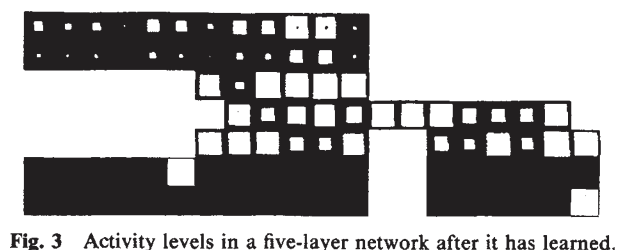 Fig. 3 Activity levels in a five-layer network after it has learned.